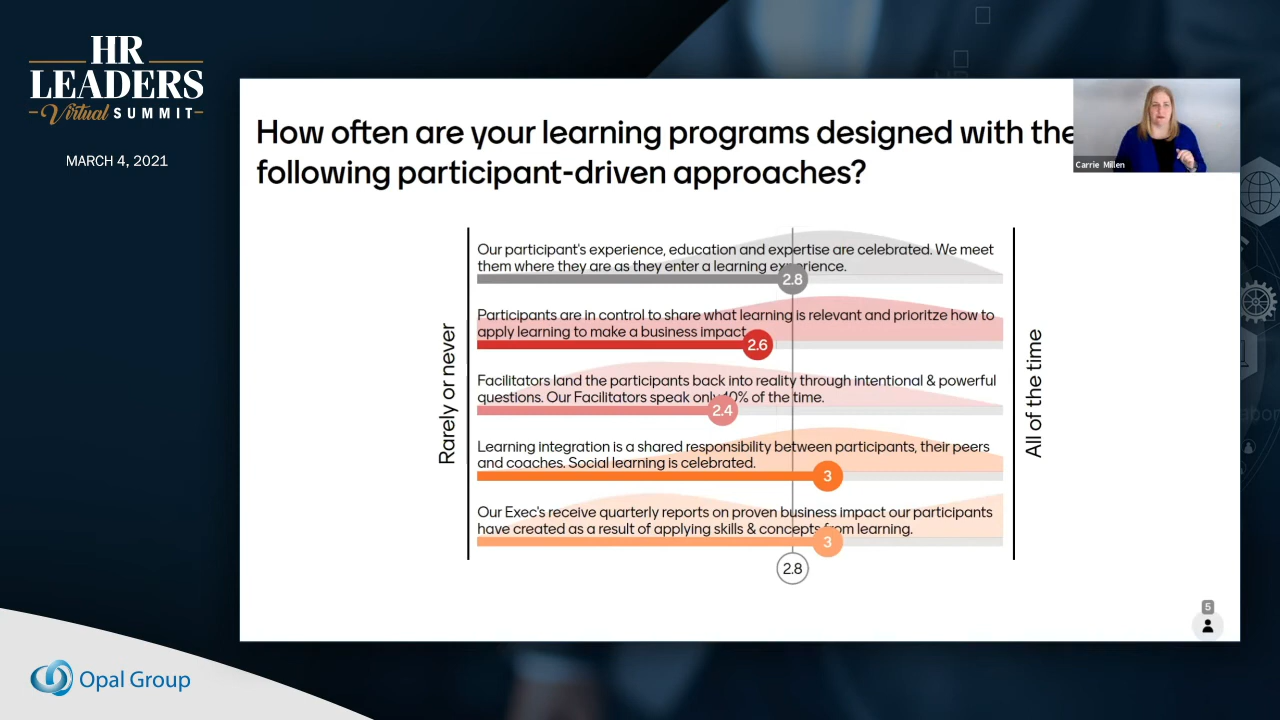 HR
LEADERS
Virtual SUMMIT
MARCH 4, 2021
How often are your learning programs designed with the
following participant-driven approaches?
Carrie Millen
Our participant's experience, education and expertise are celebrated. We meet
them where they are as they enter a learning experience.
2.8
Participants are in control to share what learning is relevant and prioritze how to
apply learning to make a business impact.
2.6
Facilitators land the participants back into reality through intentional & powerful
questions. Our Facilitators speak only 10% of the time.
2.4
Learning integration is a shared responsibility between participants, their peers
and coaches. Social learning is celebrated.
3
Our Exec's receive quarterly reports on proven business impact our participants
have created as a result of applying skills & concepts from learning.
3
2.8
Rarely or never
All of the time
5
Opal Group